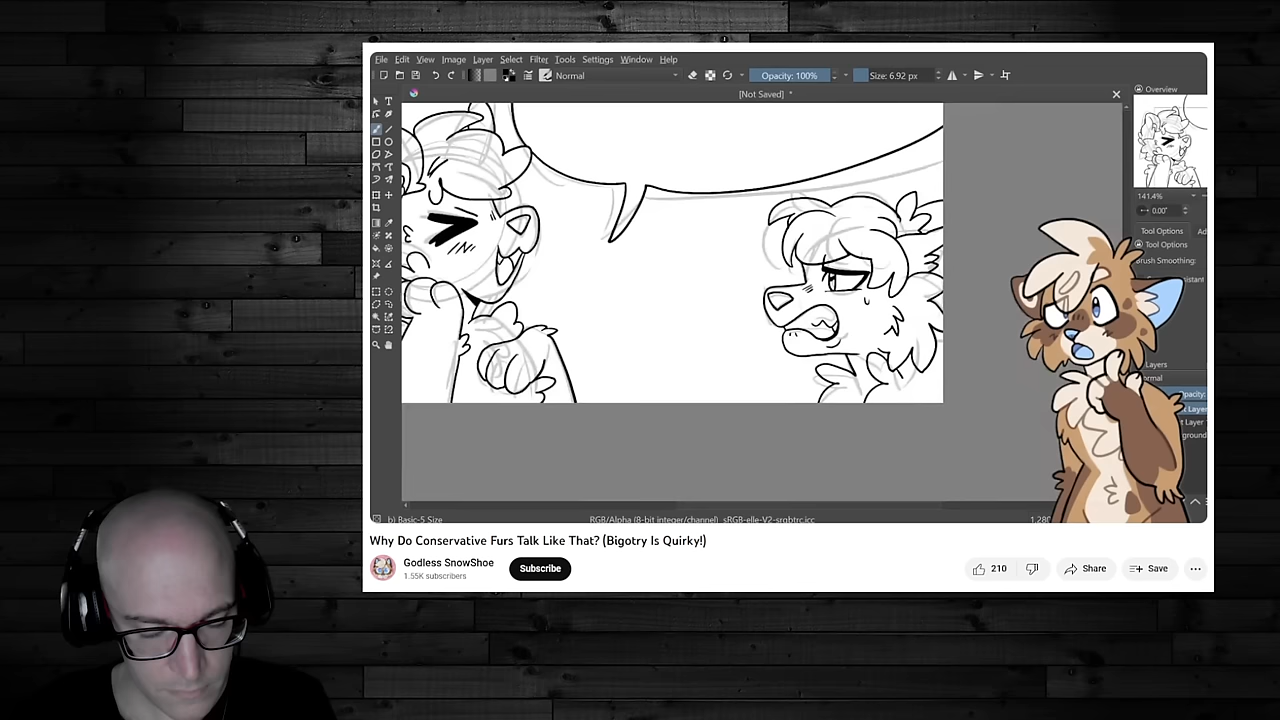 File Edit View Image Layer Select Filter Tools Settings Window Help
Normal
Opacity: 100%
Size: 6.92 px
[Not Saved] *
Overview
141.4%
0.00°
Tool Options
Tool Options
Brush Smoothing:
Layers
Opacity:
b) Basic-5 Size
RGB/Alpha (8-bit integer/channel) sRGB-elle-V2-srgbtrc.icc
Why Do Conservative Furs Talk Like That? (Bigotry Is Quirky!)
Godless SnowShoe
1.55K subscribers
Subscribe
210
Share
Save